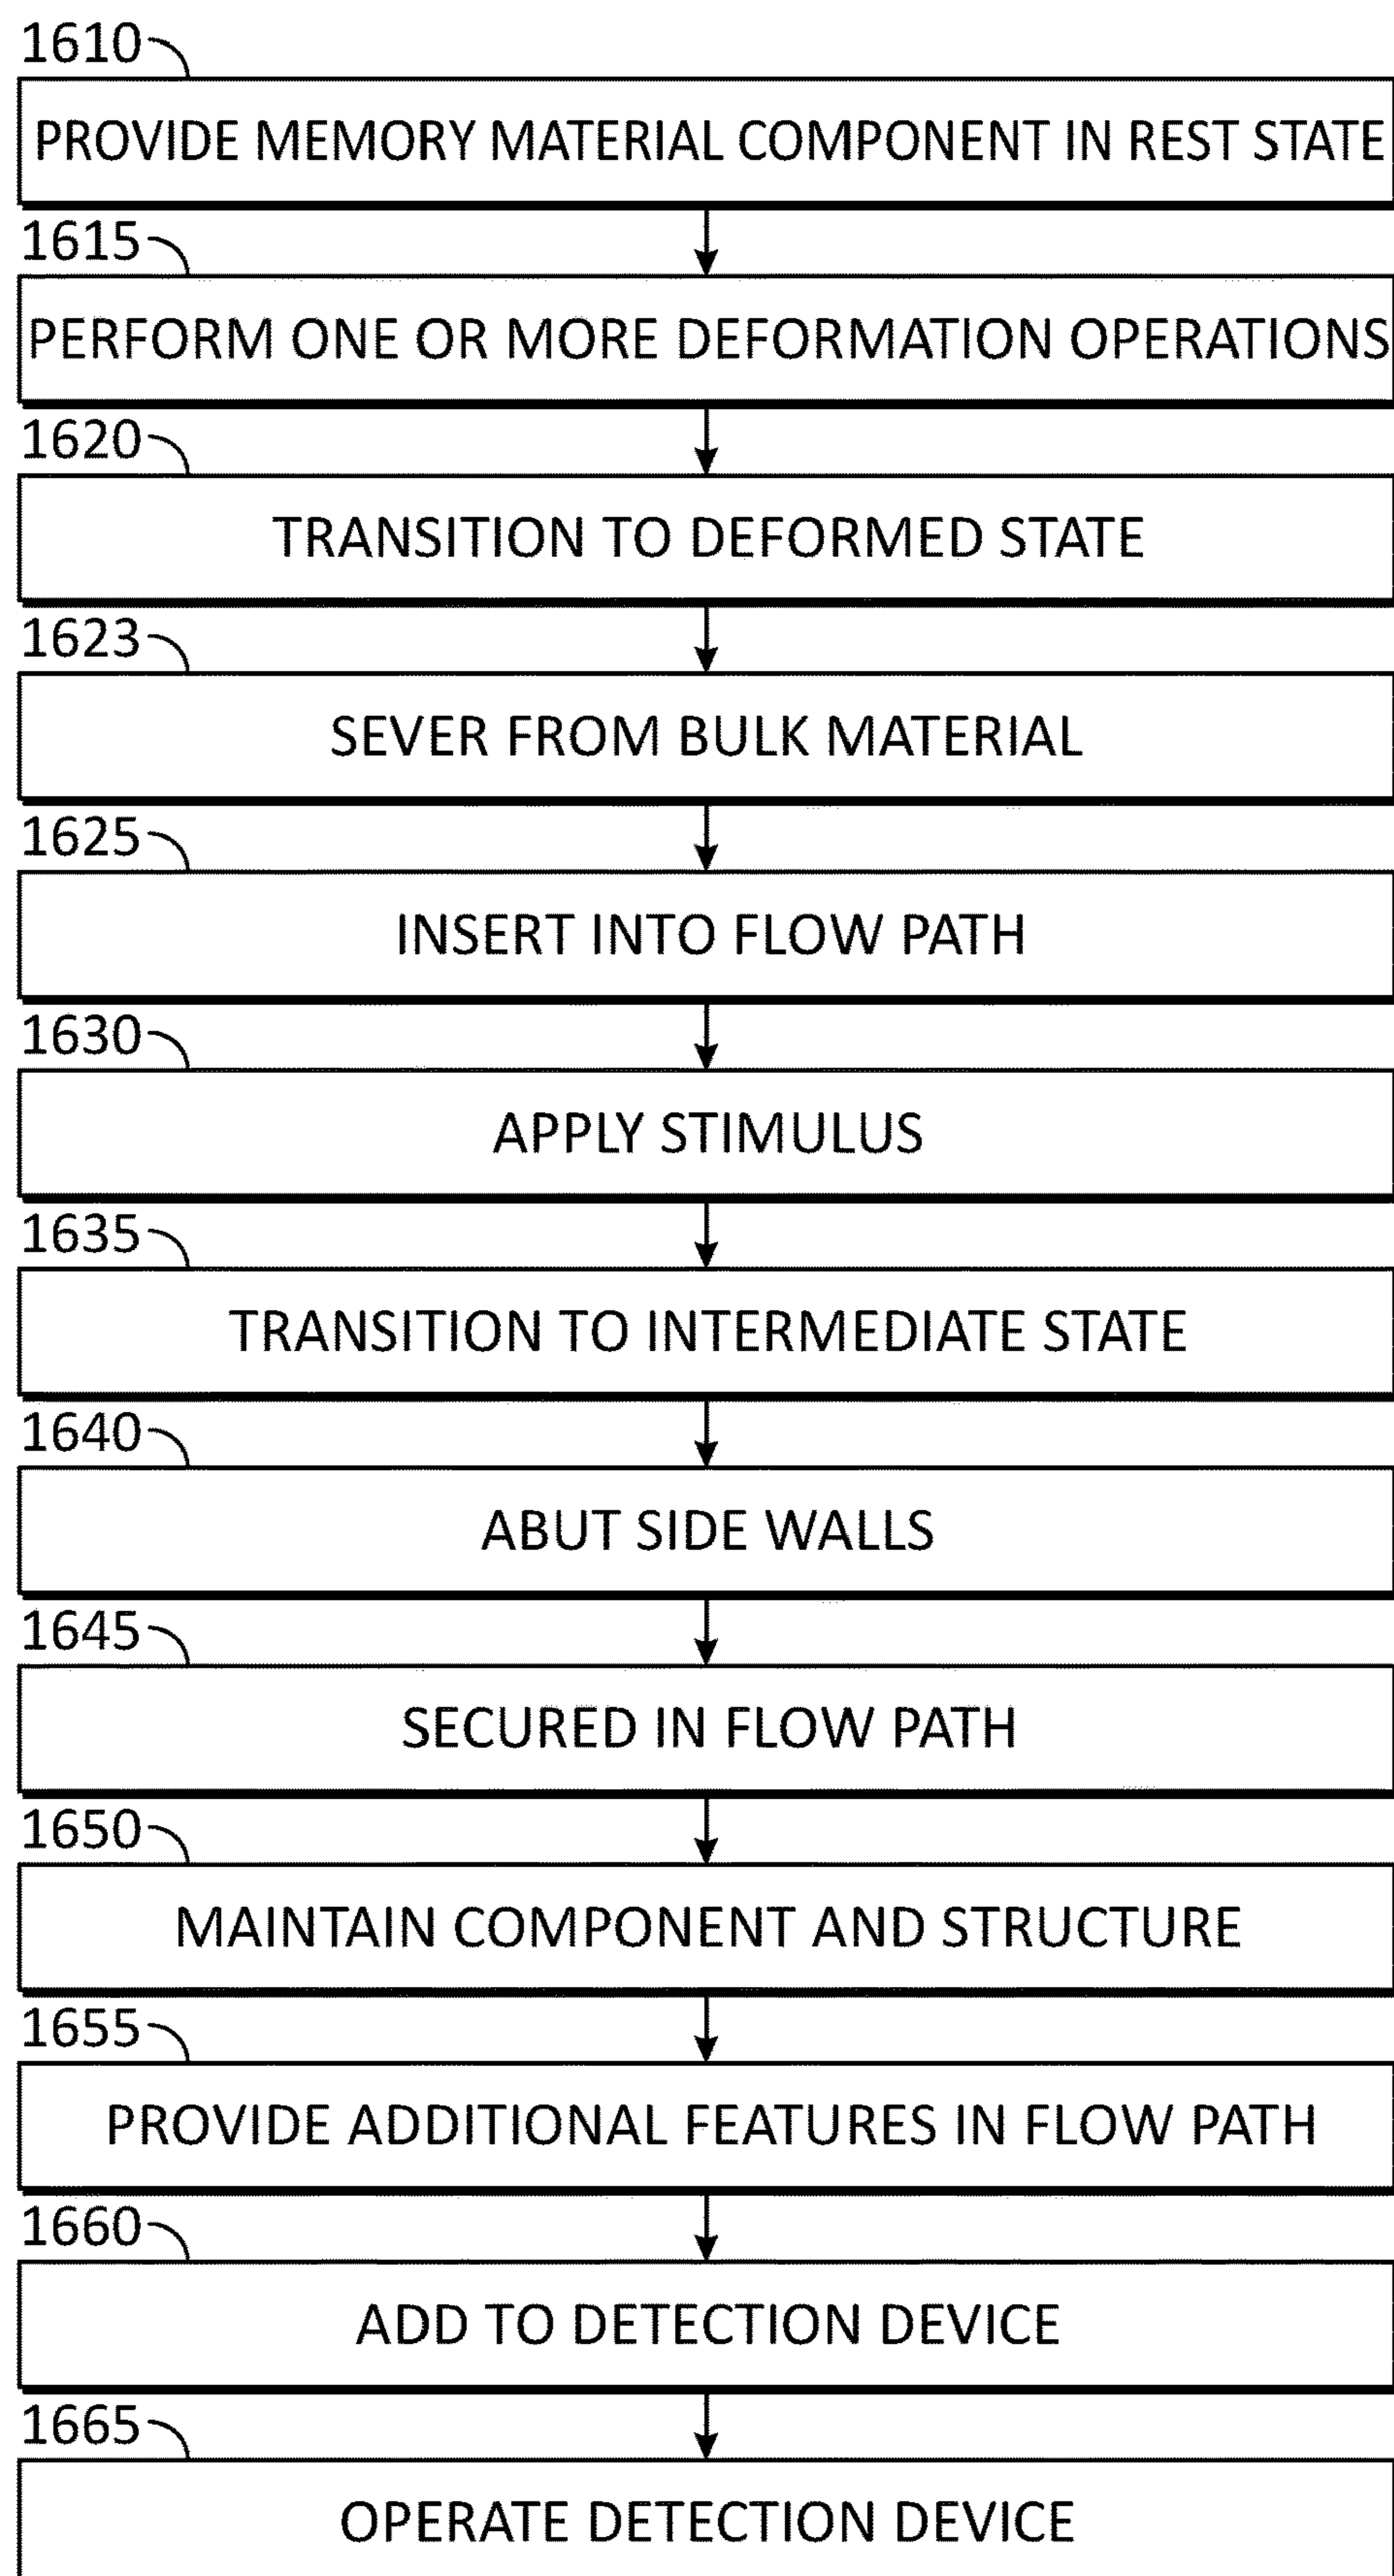 1610
PROVIDE MEMORY MATERIAL COMPONENT IN REST STATE
1615
PERFORM ONE OR MORE DEFORMATION OPERATIONS
1620
TRANSITION TO DEFORMED STATE
1623
SEVER FROM BULK MATERIAL
1625
INSERT INTO FLOW PATH
1630
APPLY STIMULUS
1635
TRANSITION TO INTERMEDIATE STATE
1640
ABUT SIDE WALLS
1645
SECURED IN FLOW PATH
1650
MAINTAIN COMPONENT AND STRUCTURE
1655
PROVIDE ADDITIONAL FEATURES IN FLOW PATH
1660
ADD TO DETECTION DEVICE
1665
OPERATE DETECTION DEVICE